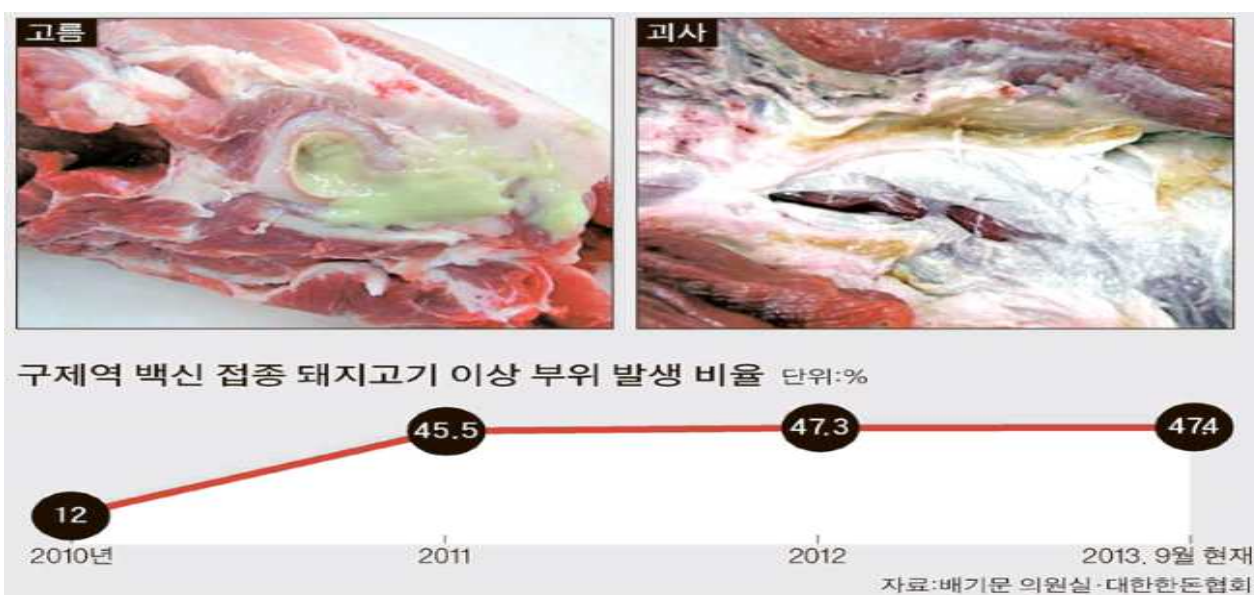 고름
괴사
구제역 백신 접종 돼지고기 이상 부위 발생 비율 단위:%
12
45.5
47.3
47.4
2010년
2011
2012
2013. 9월 현재
자료:배기문 의원실·대한한돈협회